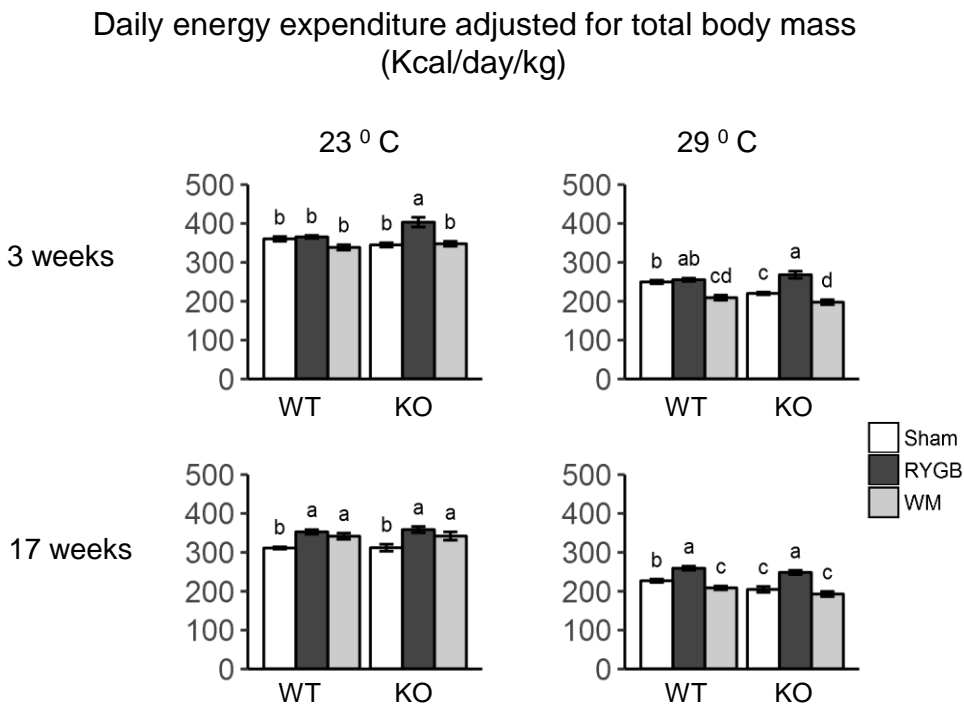 Daily energy expenditure adjusted for total body mass
(Kcal/day/kg)
23 ⁰ C
29 ⁰ C
3 weeks
500
400
300
200
100
0
b b b b a b
WT KO
500
400
300
200
100
0
b ab cd c a d
WT KO
Sham
RYGB
WM
17 weeks
500
400
300
200
100
0
b a a b a a
WT KO
500
400
300
200
100
0
b a c c a c
WT KO